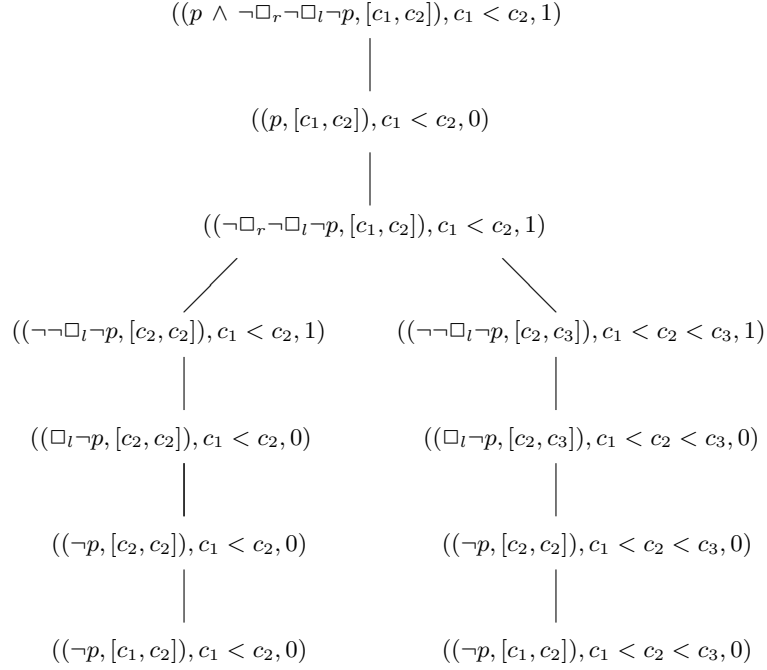 ((p ∧ ¬□_r¬□_l¬p, [c_1, c_2]), c_1 < c_2, 1)
((p, [c_1, c_2]), c_1 < c_2, 0)
((¬□_r¬□_l¬p, [c_1, c_2]), c_1 < c_2, 1)
((¬¬□_l¬p, [c_2, c_2]), c_1 < c_2, 1)
((¬¬□_l¬p, [c_2, c_3]), c_1 < c_2 < c_3, 1)
((□_l¬p, [c_2, c_2]), c_1 < c_2, 0)
((□_l¬p, [c_2, c_3]), c_1 < c_2 < c_3, 0)
((¬p, [c_2, c_2]), c_1 < c_2, 0)
((¬p, [c_2, c_2]), c_1 < c_2 < c_3, 0)
((¬p, [c_1, c_2]), c_1 < c_2, 0)
((¬p, [c_1, c_2]), c_1 < c_2 < c_3, 0)